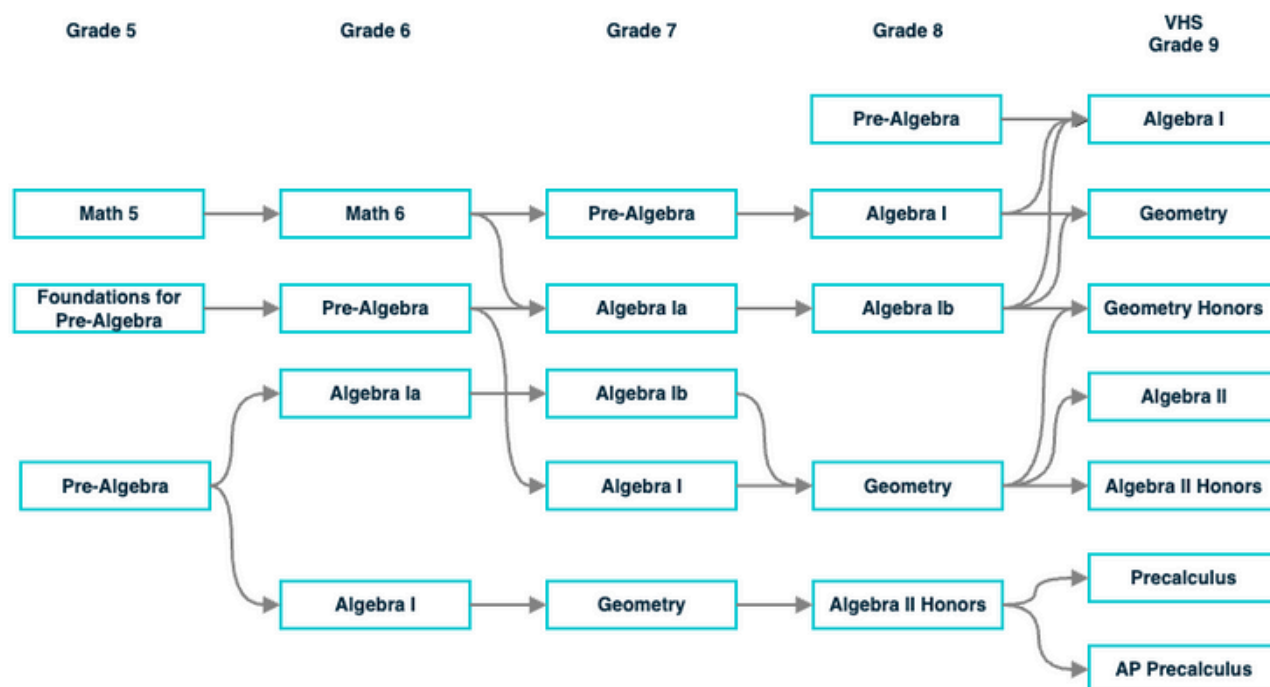 Grade 5
Grade 6
Grade 7
Grade 8
VHS
Grade 9
Pre-Algebra
Algebra I
Math 5
Math 6
Pre-Algebra
Algebra I
Geometry
Foundations for
Pre-Algebra
Pre-Algebra
Algebra Ia
Algebra Ib
Geometry Honors
Algebra Ia
Algebra Ib
Algebra II
Pre-Algebra
Algebra I
Geometry
Algebra II Honors
Algebra I
Geometry
Algebra II Honors
Precalculus
AP Precalculus